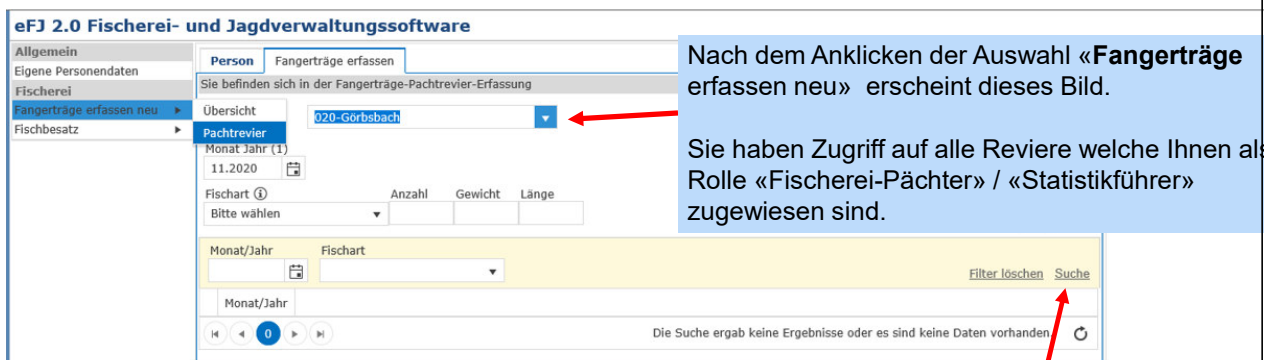 eFJ 2.0 Fischerei- und Jagdverwaltungssoftware
Allgemein
Eigene Personendaten
Fischerei
Fangerträge erfassen neu
Fischbesatz
Person Fangerträge erfassen
Sie befinden sich in der Fangerträge-Pachtrevier-Erfassung
Übersicht
Pachtrevier
020-Görbsbach
Monat Jahr (1)
11.2020
Fischart Anzahl Gewicht Länge
Bitte wählen
Monat/Jahr Fischart
Filter löschen Suche
Monat/Jahr
0
Die Suche ergab keine Ergebnisse oder es sind keine Daten vorhanden.
Nach dem Anklicken der Auswahl «Fangerträge
erfassen neu» erscheint dieses Bild.
Sie haben Zugriff auf alle Reviere welche Ihnen als
Rolle «Fischerei-Pächter» / «Statistikführer»
zugewiesen sind.